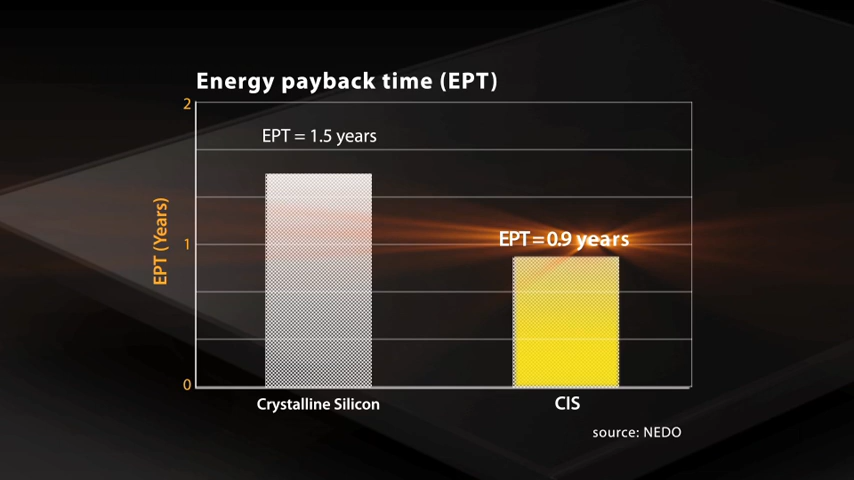 Energy payback time (EPT)
2
EPT = 1.5 years
EPT (Years)
1
EPT = 0.9 years
0
Crystalline Silicon
CIS
source: NEDO